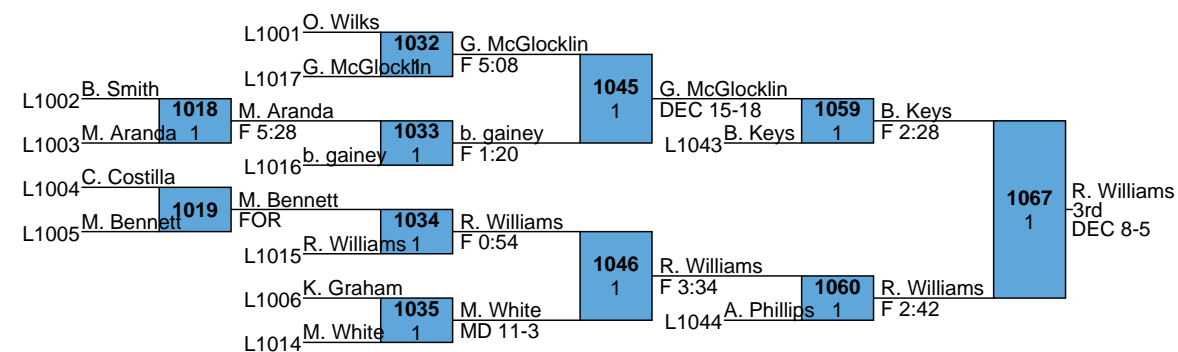 L1001 O. Wilks
1032
1
L1017 G. McGlocklin
G. McGlocklin
F 5:08
L1002 B. Smith
1018
1
L1003 M. Aranda
M. Aranda
F 5:28
1033
1
L1016 b. gainey
b. gainey
F 1:20
1045
1
G. McGlocklin
DEC 15-18
L1043 B. Keys
1059
1
B. Keys
F 2:28
L1004 C. Costilla
1019
L1005 M. Bennett
M. Bennett
FOR
1034
1
L1015 R. Williams
R. Williams
F 0:54
L1006 K. Graham
1035
1
L1014 M. White
M. White
MD 11-3
1046
1
R. Williams
F 3:34
L1044 A. Phillips
1060
1
R. Williams
F 2:42
1067
1
R. Williams
3rd
DEC 8-5